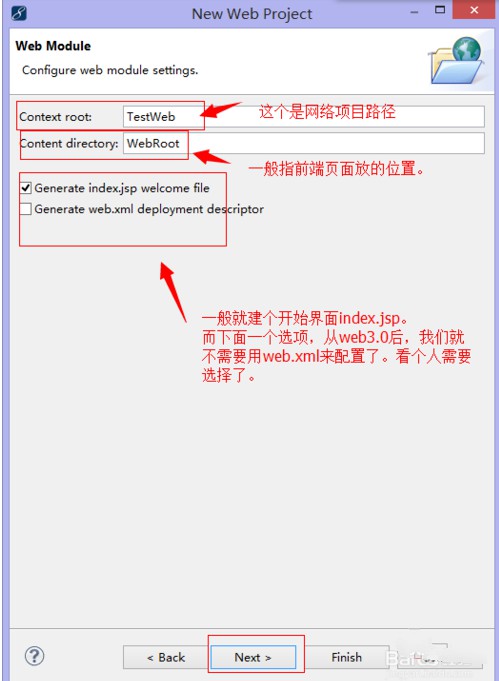 New Web Project
Web Module
Configure web module settings.
Context root: TestWeb
这个是网络项目路径
Content directory: WebRoot
一般指前端页面放的位置。
Generate index.jsp welcome file
Generate web.xml deployment descriptor
一般就建个开始界面index.jsp。
而下面一个选项，从web3.0后，我们就
不需要用web.xml来配置了。看个人需要
选择了。
< Back
Next >
Finish